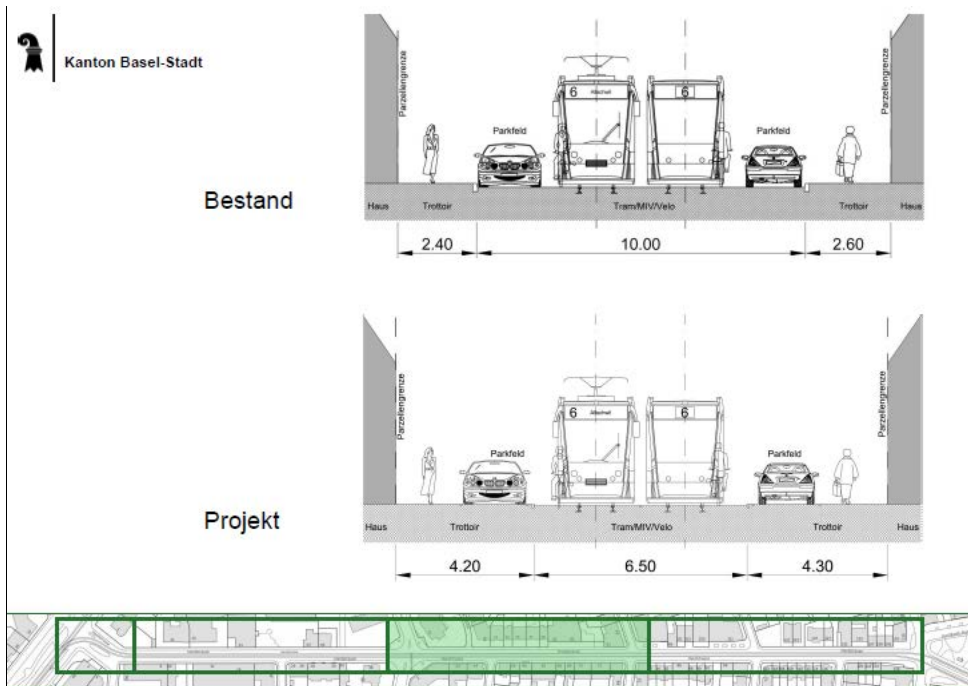 Kanton Basel-Stadt
Bestand
Parzellengrenze
Parkfeld
6 Allschwil
6
Parkfeld
Parzellengrenze
Haus
Trottoir
Tram/MIV/Velo
Trottoir
Haus
2.40
10.00
2.60
Projekt
Parzellengrenze
Parkfeld
6 Allschwil
6
Parkfeld
Parzellengrenze
Haus
Trottoir
Tram/MIV/Velo
Trottoir
Haus
4.20
6.50
4.30